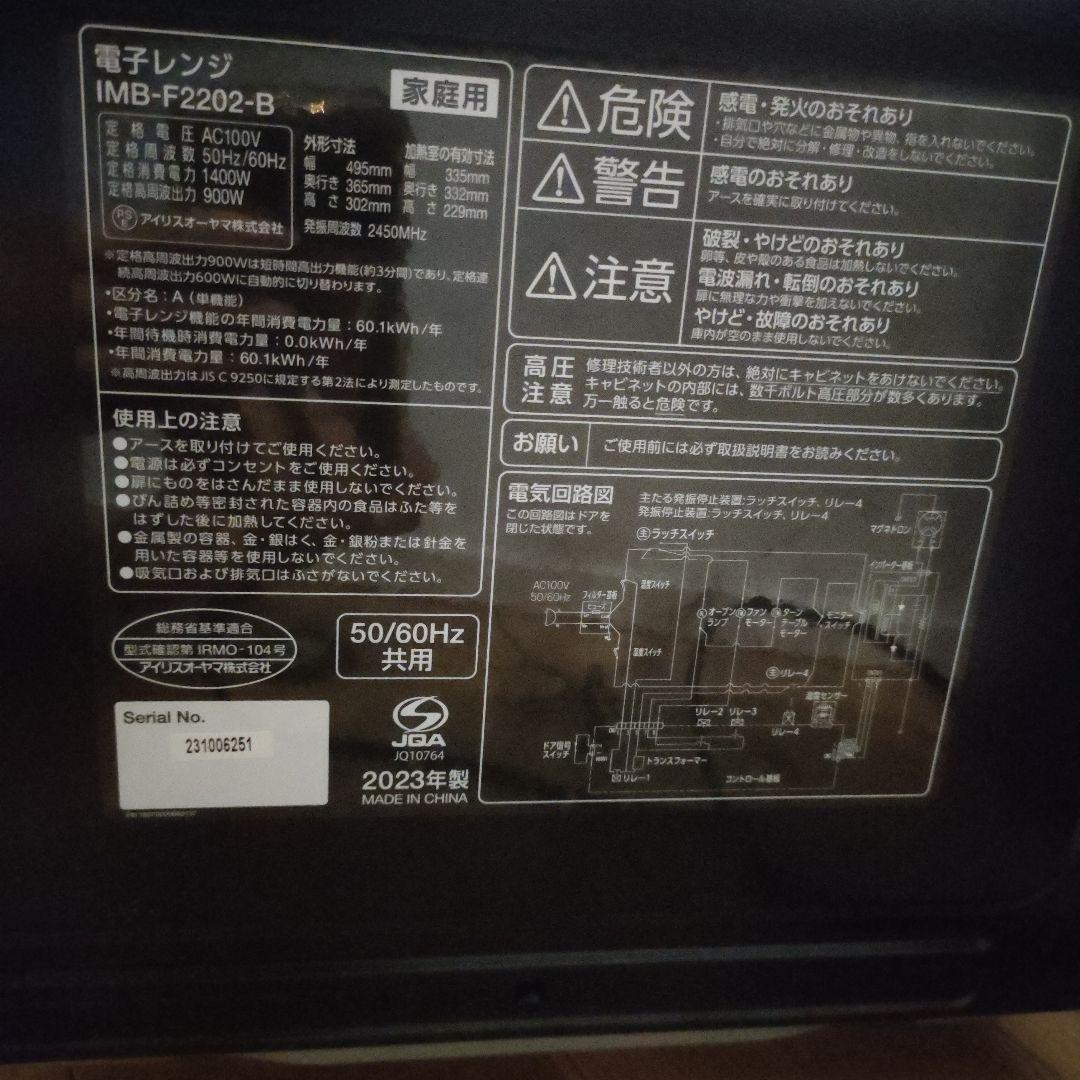 電子レンジ
IMB-F2202-B
家庭用
定格電圧 AC100V
定格周波数 50Hz/60Hz
定格消費電力 1400W
定格高周波出力 900W
PS
E
アイリスオーヤマ株式会社
外形寸法
幅 495mm
奥行き 365mm
高さ 302mm
加熱室の有効寸法
幅 335mm
奥行き 332mm
高さ 229mm
発振周波数 2450MHz
※定格高周波出力900Wは短時間高出力機能(約3分間)であり、定格連
続高周波出力600Wに自動的に切り替わります。
・区分名：A（単機能）
・電子レンジ機能の年間消費電力量：60.1kWh/年
・年間待機時消費電力量：0.0kWh/年
・年間消費電力量：60.1kWh/年
※高周波出力はJIS C 9250に規定する第2法により測定したものです。
使用上の注意
●アースを取り付けてご使用ください。
●電源は必ずコンセントをご使用ください。
●扉にものをはさんだまま使用しないでください。
●びん詰め等密封された容器内の食品はふた等を
はずした後に加熱してください。
●金属製の容器、金・銀はく、金・銀粉または針金を
用いた容器等を使用しないでください。
●吸気口および排気口はふさがないでください。
総務省基準適合
型式確認第 IRMO-104号
アイリスオーヤマ株式会社
50/60Hz
共用
Serial No.
231006251
JQA
JQ10764
2023年製
MADE IN CHINA
危険
感電・発火のおそれあり
・排気口や穴などに金属物や異物、指を入れないでください。
・自分で絶対に分解・修理・改造をしないでください。
警告
感電のおそれあり
アースを確実に取り付けてください。
注意
破裂・やけどのおそれあり
卵等、皮や殻のある食品は加熱しないでください。
電波漏れ・転倒のおそれあり
扉に無理な力や衝撃を加えないでください。
やけど・故障のおそれあり
庫内が空のまま使用しないでください。
高圧
注意
修理技術者以外の方は、絶対にキャビネットをあけないでください。
キャビネットの内部には、数千ボルト高圧部分が数多くあります。
万一触ると危険です。
お願い
ご使用前には必ず取扱説明書をお読みください。
電気回路図
この回路図はドアを
閉じた状態です。
主たる発振停止装置:ラッチスイッチ、リレー4
発振停止装置:ラッチスイッチ、リレー4
主ラッチスイッチ
マグネトロン
インバーター基板
AC100V
50/60Hz
フィルター基板
ヒューズ
温度スイッチ
オーブン
ランプ
ファン
モーター
ターン
テーブル
モーター
モニター
スイッチ
温度スイッチ
主リレー4
リレー2 リレー3
リレー4
ドア信号
スイッチ
トランスフォーマー
リレー1
コントロール基板